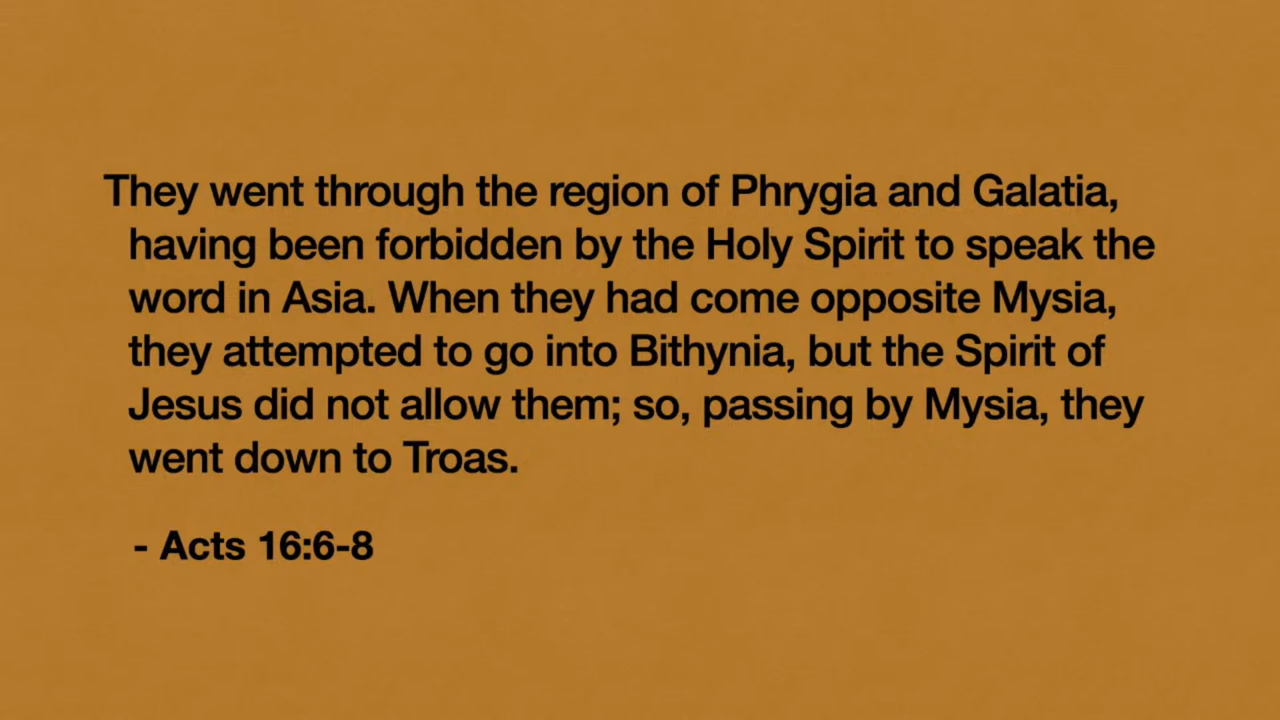 They went through the region of Phrygia and Galatia,
having been forbidden by the Holy Spirit to speak the
word in Asia. When they had come opposite Mysia,
they attempted to go into Bithynia, but the Spirit of
Jesus did not allow them; so, passing by Mysia, they
went down to Troas.
- Acts 16:6-8